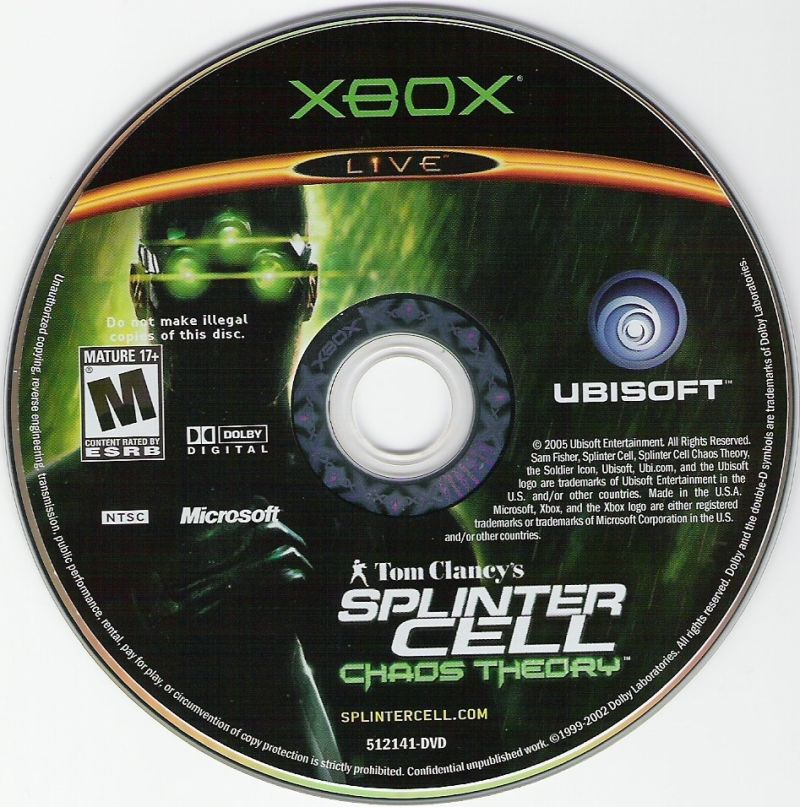 XBOX®
LIVE™
Do not make illegal
copies of this disc.
MATURE 17+
M®
CONTENT RATED BY
ESRB
DOLBY
DIGITAL
NTSC
Microsoft
XBOX
UBISOFT™
© 2005 Ubisoft Entertainment. All Rights Reserved.
Sam Fisher, Splinter Cell, Splinter Cell Chaos Theory,
the Soldier Icon, Ubisoft, Ubi.com, and the Ubisoft
logo are trademarks of Ubisoft Entertainment in the
U.S. and/or other countries. Made in the U.S.A.
Microsoft, Xbox, and the Xbox logo are either registered
trademarks or trademarks of Microsoft Corporation in the U.S.
and/or other countries.
Tom Clancy's
SPLINTER
CELL
CHAOS THEORY™
SPLINTERCELL.COM
512141-DVD
Unauthorized copying, reverse engineering, transmission, public performance, rental, pay for play, or circumvention of copy protection is strictly prohibited. Confidential unpublished work. ©1999-2002 Dolby Laboratories. All rights reserved. Dolby and the double-D symbols are trademarks of Dolby Laboratories.